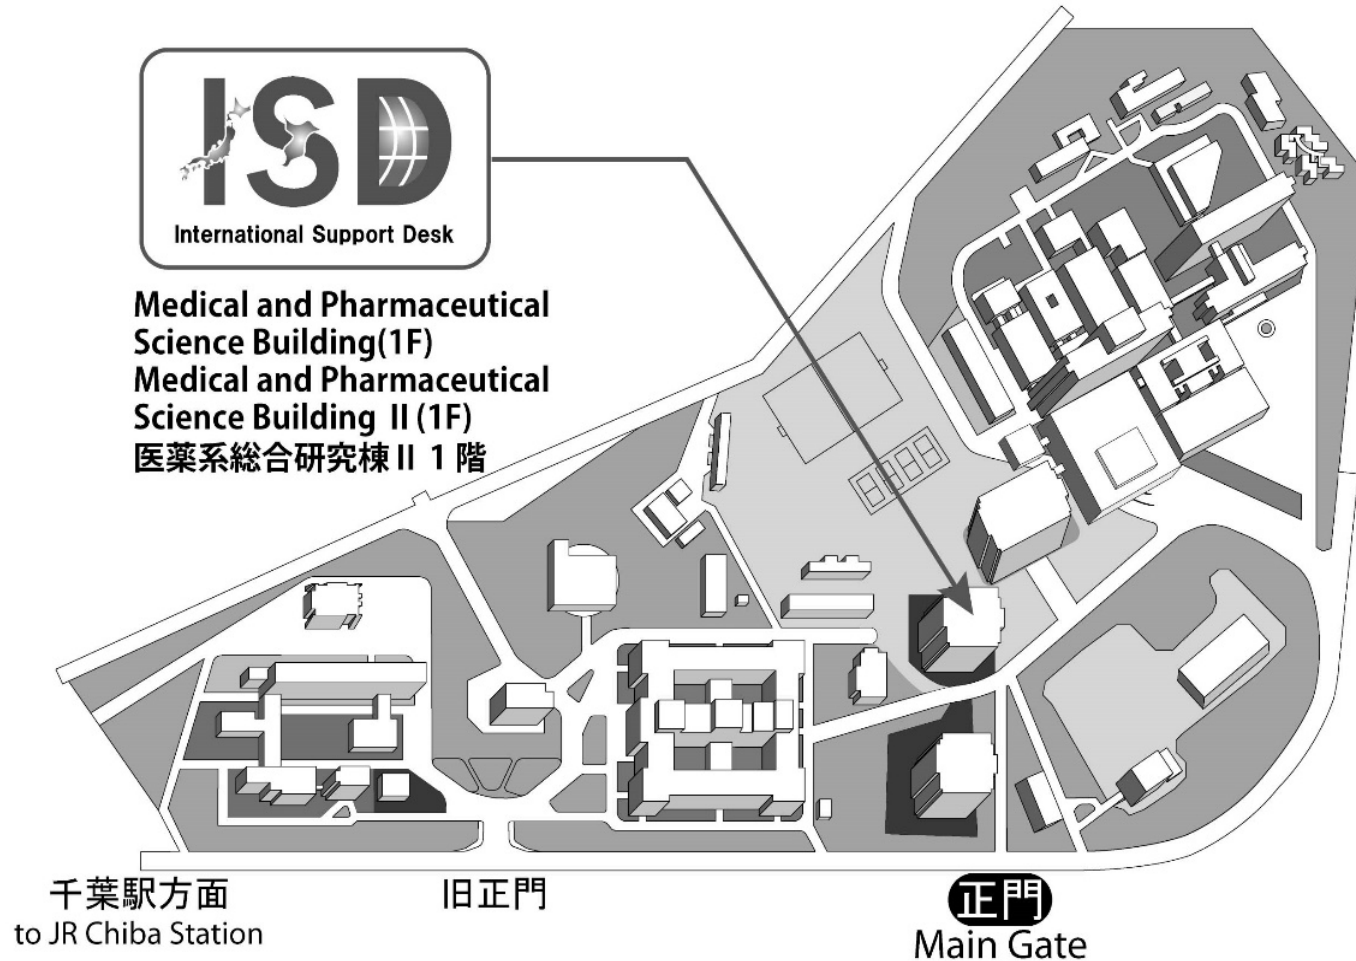 ISD
International Support Desk
Medical and Pharmaceutical
Science Building(1F)
Medical and Pharmaceutical
Science Building II (1F)
医薬系総合研究棟II 1階
千葉駅方面
to JR Chiba Station
旧正門
正門
Main Gate